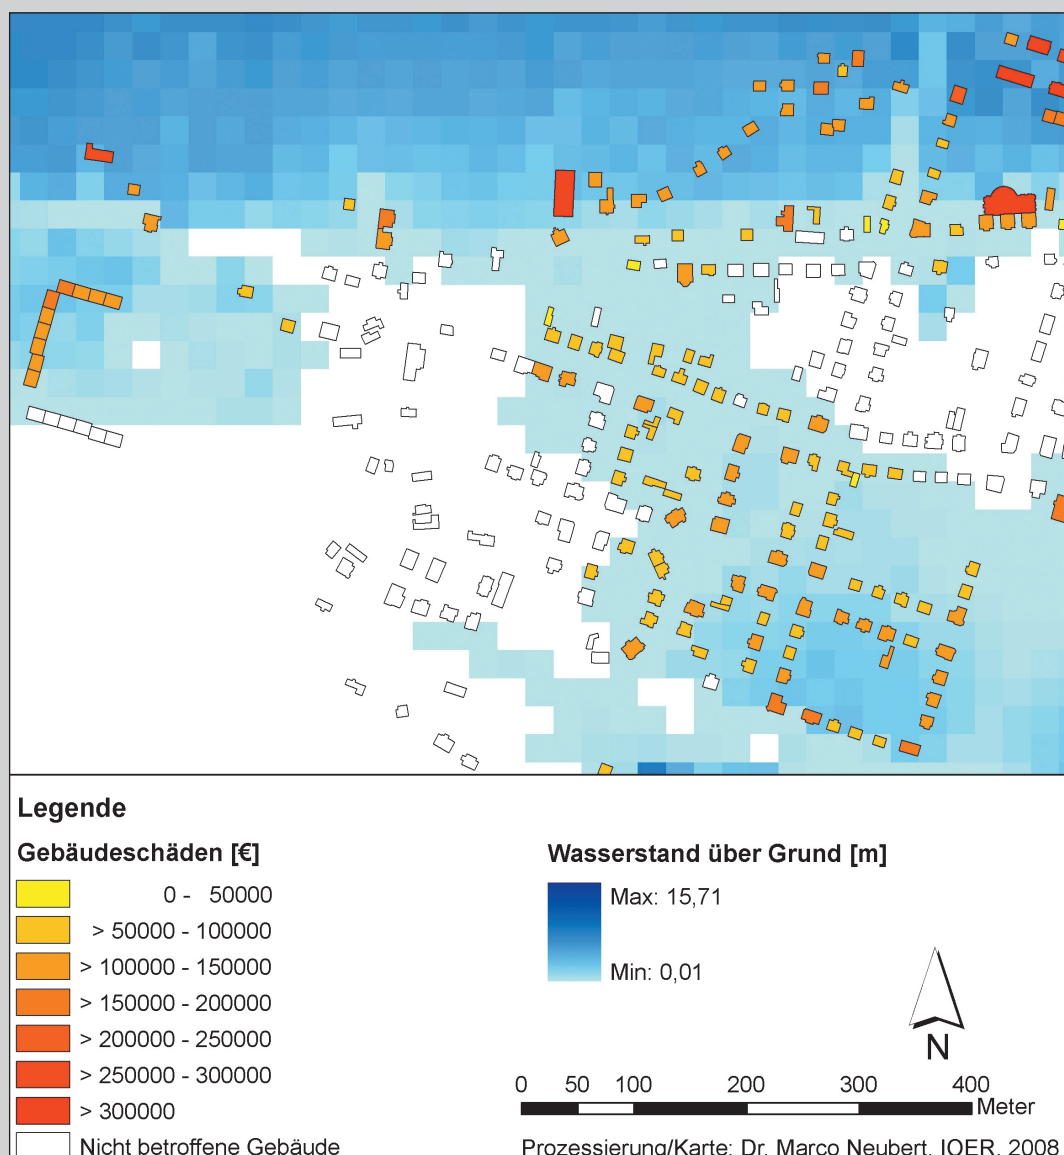 Legende
Gebäudeschäden [€]
0 - 50000
> 50000 - 100000
> 100000 - 150000
> 150000 - 200000
> 200000 - 250000
> 250000 - 300000
> 300000
Nicht betroffene Gebäude
Wasserstand über Grund [m]
Max: 15,71
Min: 0,01
N
0 50 100 200 300 400
Meter
Prozessierung/Karte: Dr. Marco Neubert, IOER, 2008